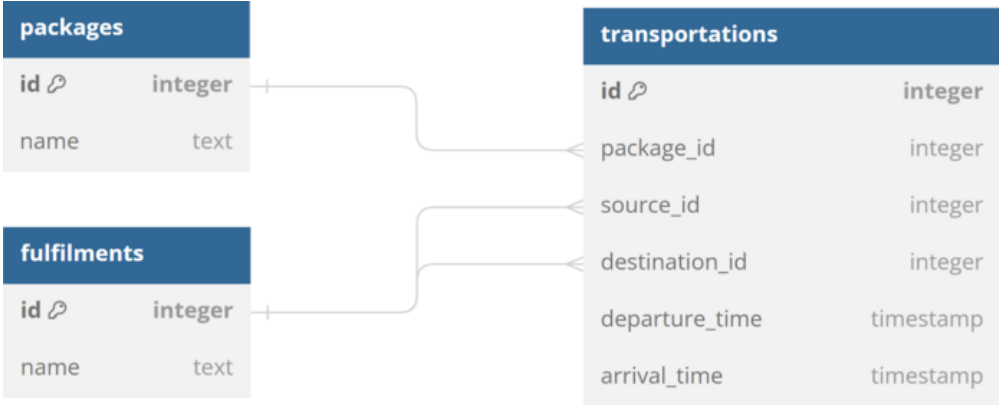 packages
id integer
name text
fulfilments
id integer
name text
transportations
id integer
package_id integer
source_id integer
destination_id integer
departure_time timestamp
arrival_time timestamp